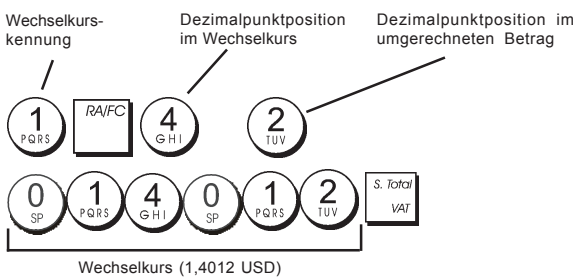 Wechselkurs-
kennung
Dezimalpunktposition
im Wechselkurs
Dezimalpunktposition im
umgerechneten Betrag
1 RA/FC 4 2
PQRS GHI TUV
0 1 4 0 1 2 S. Total
SP PQRS GHI SP PQRS TUV VAT
Wechselkurs (1,4012 USD)